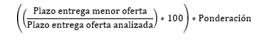 ((Plazo entrega menor oferta / Plazo entrega oferta analizada) * 100) * Ponderación